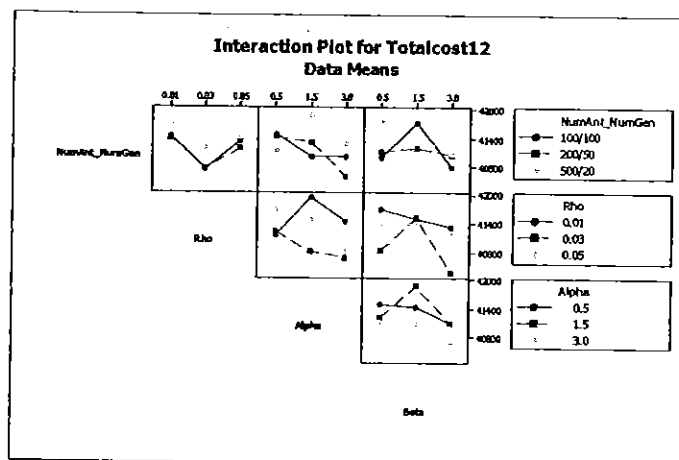 Interaction Plot for Totalcost12
Data Means
0.01 0.03 0.05 0.5 1.5 3.0 0.5 1.5 3.0
NumAnt_NumGen
42000
41400
40800
NumAnt_NumGen
100/100
200/50
500/20
Rho
42000
41400
40800
Rho
0.01
0.03
0.05
Alpha
42000
41400
40800
Alpha
0.5
1.5
3.0
Beta